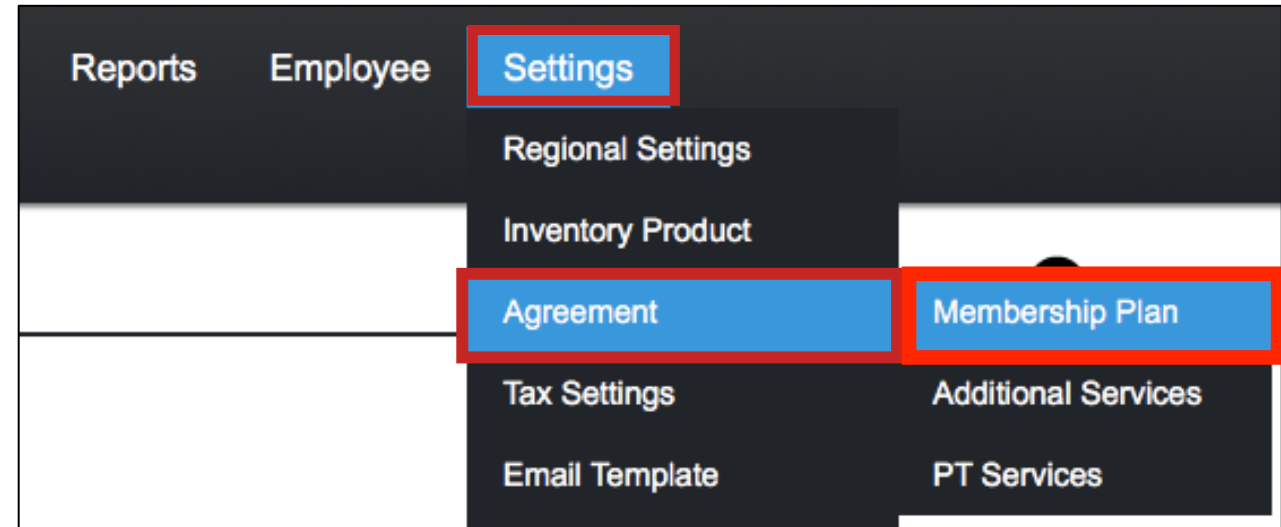 Reports Employee Settings
Regional Settings
Inventory Product
Agreement Membership Plan
Tax Settings Additional Services
Email Template PT Services